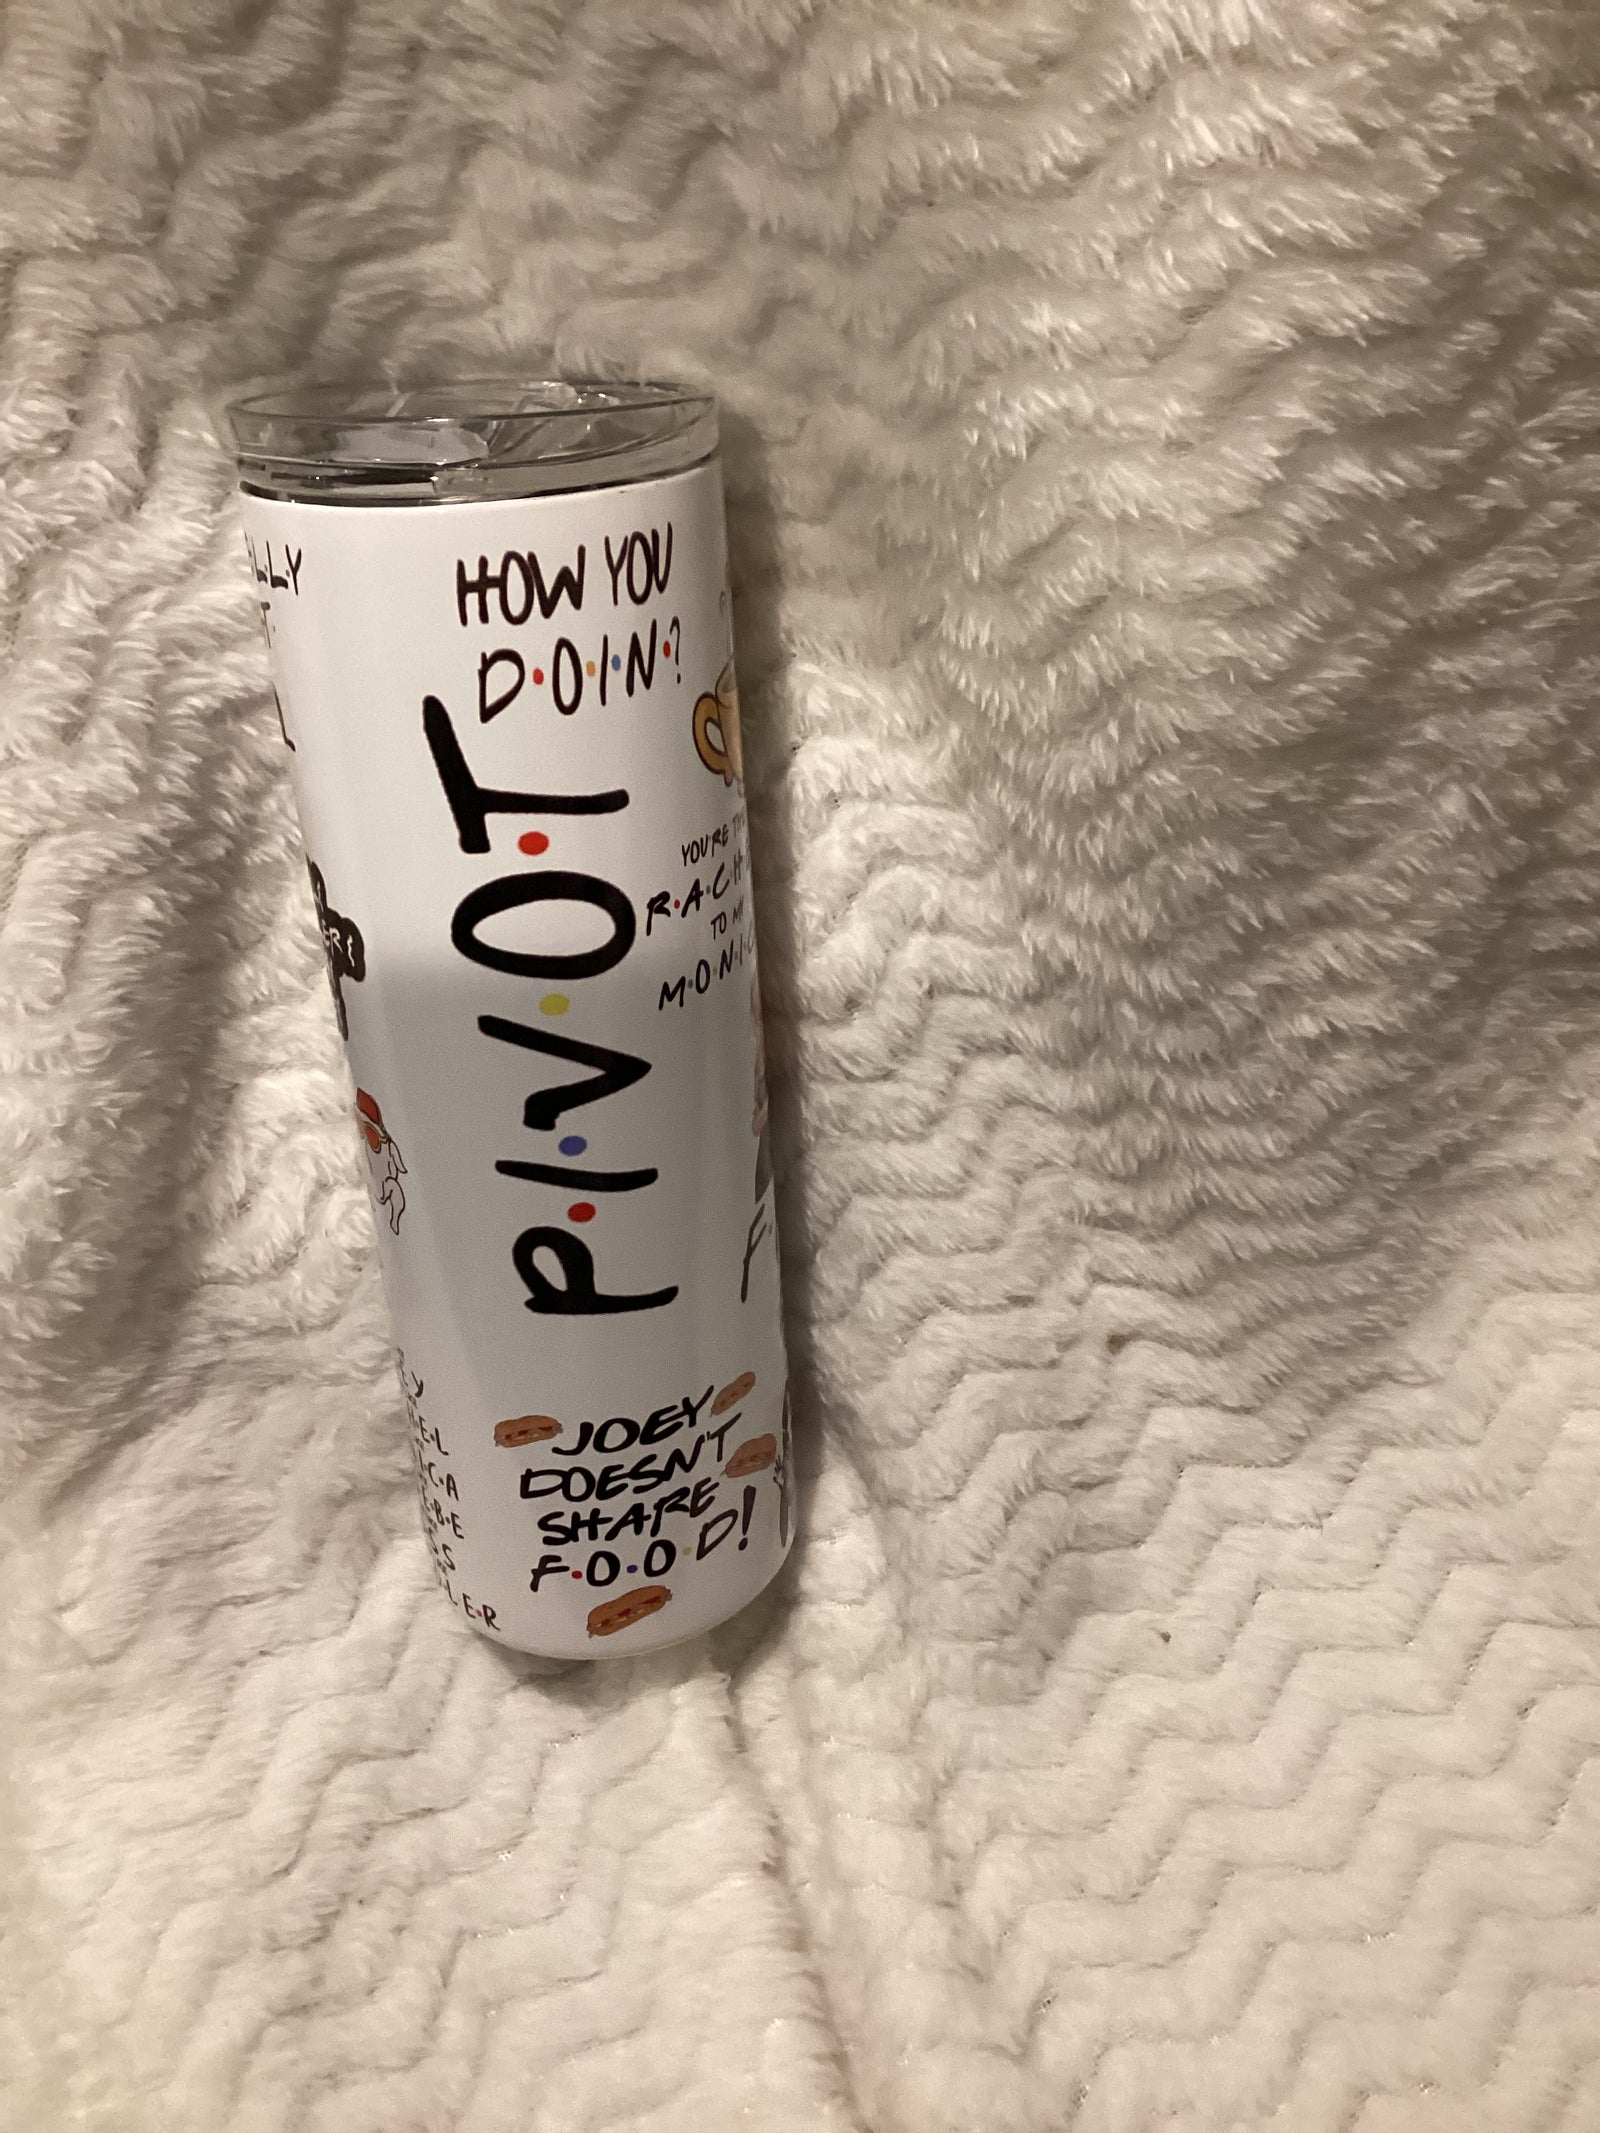 HOW YOU
D·O·I·N?
P·I·V·O·T
YOU'RE THE
R·A·C·H
TO MY
M·O·N·I·C
JOEY
DOESN'T
SHARE
F·O·O·D!
L·L·Y
E·L
C·A
B·E
S
L·E·R
F·